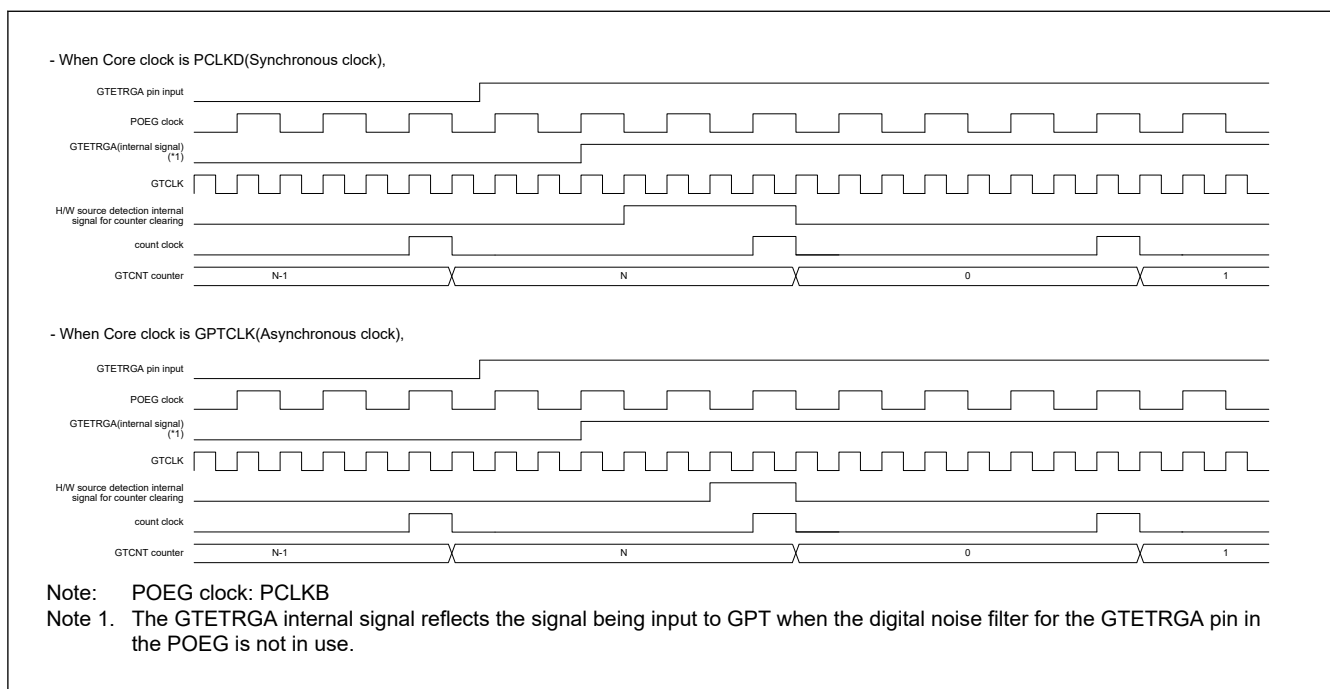 - When Core clock is PCLKD(Synchronous clock),
GTETRGA pin input
POEG clock
GTETRGA(internal signal)
(*1)
GTCLK
H/W source detection internal
signal for counter clearing
count clock
GTCNT counter
N-1
N
0
1
- When Core clock is GPTCLK(Asynchronous clock),
GTETRGA pin input
POEG clock
GTETRGA(internal signal)
(*1)
GTCLK
H/W source detection internal
signal for counter clearing
count clock
GTCNT counter
N-1
N
0
1
Note: POEG clock: PCLKB
Note 1. The GTETRGA internal signal reflects the signal being input to GPT when the digital noise filter for the GTETRGA pin in
the POEG is not in use.